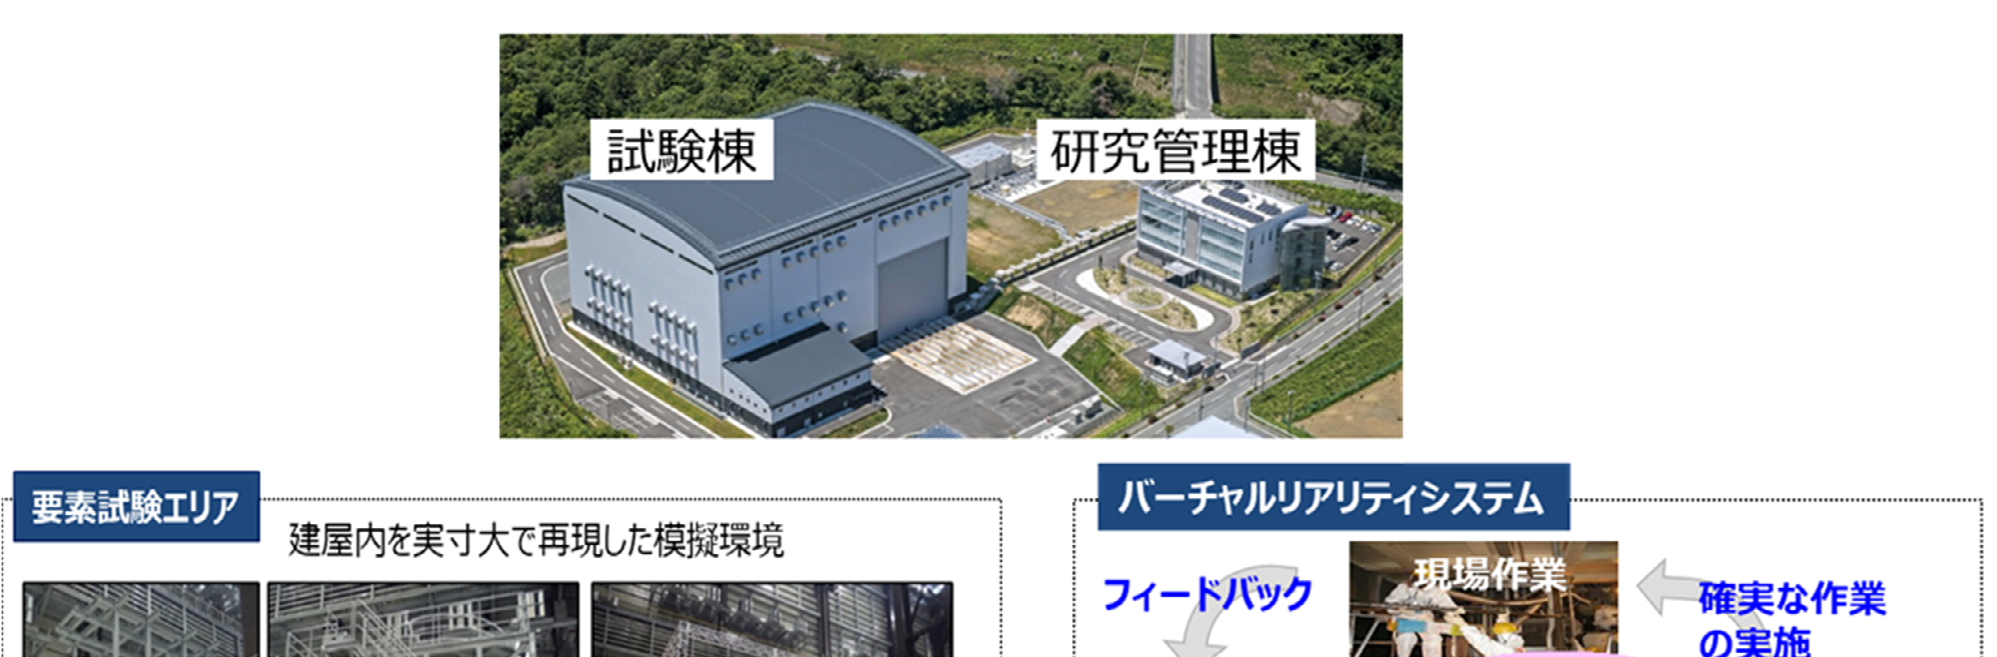 試験棟
研究管理棟
要素試験エリア
建屋内を実寸大で再現した模擬環境
バーチャルリアリティシステム
現場作業
フィードバック
確実な作業
の実施